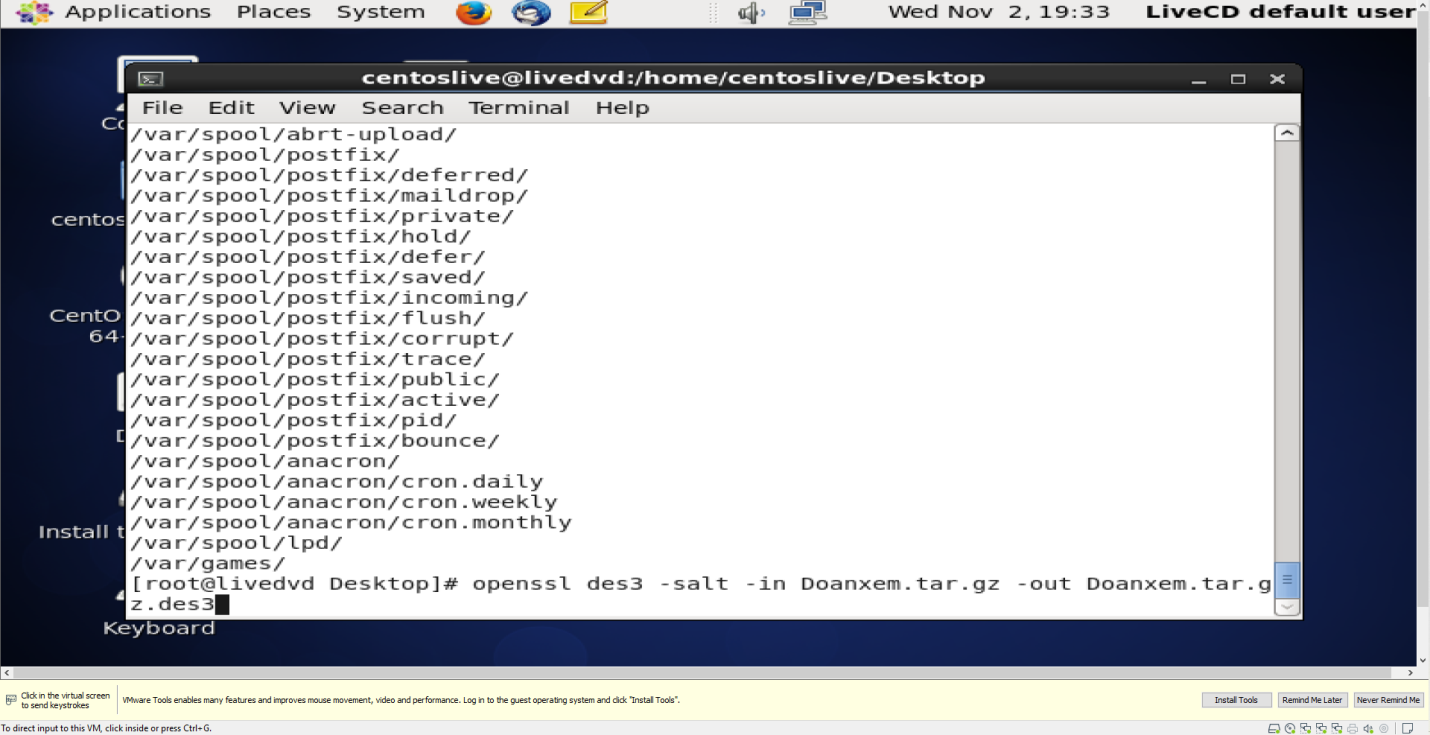 Applications Places System Wed Nov 2, 19:33 LiveCD default user
centoslive@livedvd:/home/centoslive/Desktop
File Edit View Search Terminal Help
/var/spool/abrt-upload/
/var/spool/postfix/
/var/spool/postfix/deferred/
/var/spool/postfix/maildrop/
/var/spool/postfix/private/
/var/spool/postfix/hold/
/var/spool/postfix/defer/
/var/spool/postfix/saved/
/var/spool/postfix/incoming/
/var/spool/postfix/flush/
/var/spool/postfix/corrupt/
/var/spool/postfix/trace/
/var/spool/postfix/public/
/var/spool/postfix/active/
/var/spool/postfix/pid/
/var/spool/postfix/bounce/
/var/spool/anacron/
/var/spool/anacron/cron.daily
/var/spool/anacron/cron.weekly
/var/spool/anacron/cron.monthly
/var/spool/lpd/
/var/games/
[root@livedvd Desktop]# openssl des3 -salt -in Doanxem.tar.gz -out Doanxem.tar.g
z.des3
centos
CentO
64-
Install t
Keyboard
Click in the virtual screen
to send keystrokes
VMware Tools enables many features and improves mouse movement, video and performance. Log in to the guest operating system and click "Install Tools".
Install Tools Remind Me Later Never Remind Me
To direct input to this VM, click inside or press Ctrl+G.